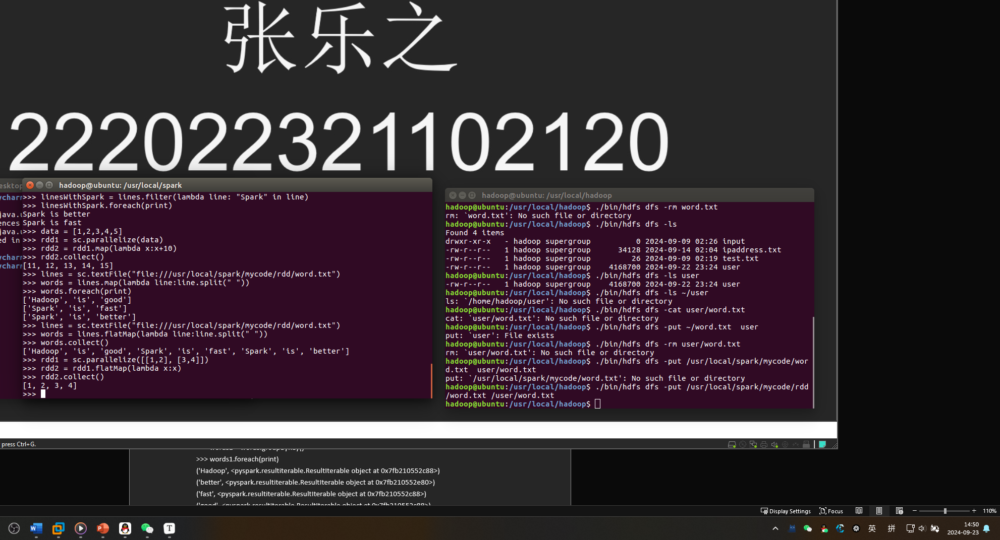 张乐之
222022321102120
hadoop@ubuntu: /usr/local/spark
>>> linesWithSpark = lines.filter(lambda line: "Spark" in line)
>>> linesWithSpark.foreach(print)
Spark is better
Spark is fast
>>> data = [1,2,3,4,5]
>>> rdd1 = sc.parallelize(data)
>>> rdd2 = rdd1.map(lambda x:x+10)
>>> rdd2.collect()
[11, 12, 13, 14, 15]
>>> lines = sc.textFile("file:///usr/local/spark/mycode/rdd/word.txt")
>>> words = lines.map(lambda line:line.split(" "))
>>> words.foreach(print)
['Hadoop', 'is', 'good']
['Spark', 'is', 'fast']
['Spark', 'is', 'better']
>>> lines = sc.textFile("file:///usr/local/spark/mycode/rdd/word.txt")
>>> words = lines.flatMap(lambda line:line.split(" "))
>>> words.collect()
['Hadoop', 'is', 'good', 'Spark', 'is', 'fast', 'Spark', 'is', 'better']
>>> rdd1 = sc.parallelize([[1,2], [3,4]])
>>> rdd2 = rdd1.flatMap(lambda x:x)
>>> rdd2.collect()
[1, 2, 3, 4]
>>>
hadoop@ubuntu: /usr/local/hadoop
hadoop@ubuntu:/usr/local/hadoop$ ./bin/hdfs dfs -rm word.txt
rm: `word.txt': No such file or directory
hadoop@ubuntu:/usr/local/hadoop$ ./bin/hdfs dfs -ls
Found 4 items
drwxr-xr-x   - hadoop supergroup          0 2024-09-09 02:26 input
-rw-r--r--   1 hadoop supergroup      34128 2024-09-14 02:04 ipaddress.txt
-rw-r--r--   1 hadoop supergroup         26 2024-09-09 02:19 test.txt
-rw-r--r--   1 hadoop supergroup    4168700 2024-09-22 23:24 user
hadoop@ubuntu:/usr/local/hadoop$ ./bin/hdfs dfs -ls user
-rw-r--r--   1 hadoop supergroup    4168700 2024-09-22 23:24 user
hadoop@ubuntu:/usr/local/hadoop$ ./bin/hdfs dfs -ls ~/user
ls: `/home/hadoop/user': No such file or directory
hadoop@ubuntu:/usr/local/hadoop$ ./bin/hdfs dfs -cat user/word.txt
cat: `user/word.txt': No such file or directory
hadoop@ubuntu:/usr/local/hadoop$ ./bin/hdfs dfs -put ~/word.txt  user
put: `user': File exists
hadoop@ubuntu:/usr/local/hadoop$ ./bin/hdfs dfs -rm user/word.txt
rm: `user/word.txt': No such file or directory
hadoop@ubuntu:/usr/local/hadoop$ ./bin/hdfs dfs -put /usr/local/spark/mycode/wor
d.txt  user/word.txt
put: `/usr/local/spark/mycode/word.txt': No such file or directory
hadoop@ubuntu:/usr/local/hadoop$ ./bin/hdfs dfs -put /usr/local/spark/mycode/rdd
/word.txt /user/word.txt
hadoop@ubuntu:/usr/local/hadoop$
press Ctrl+G.
>>> words1.foreach(print)
('Hadoop', <pyspark.resultiterable.ResultIterable object at 0x7fb210552c88>)
('better', <pyspark.resultiterable.ResultIterable object at 0x7fb210552e80>)
('fast', <pyspark.resultiterable.ResultIterable object at 0x7fb210552c88>)
('good', <pyspark.resultiterable.ResultIterable object at 0x7fb210552c88>)
Display Settings Focus 110%
英 拼 14:50
2024-09-23